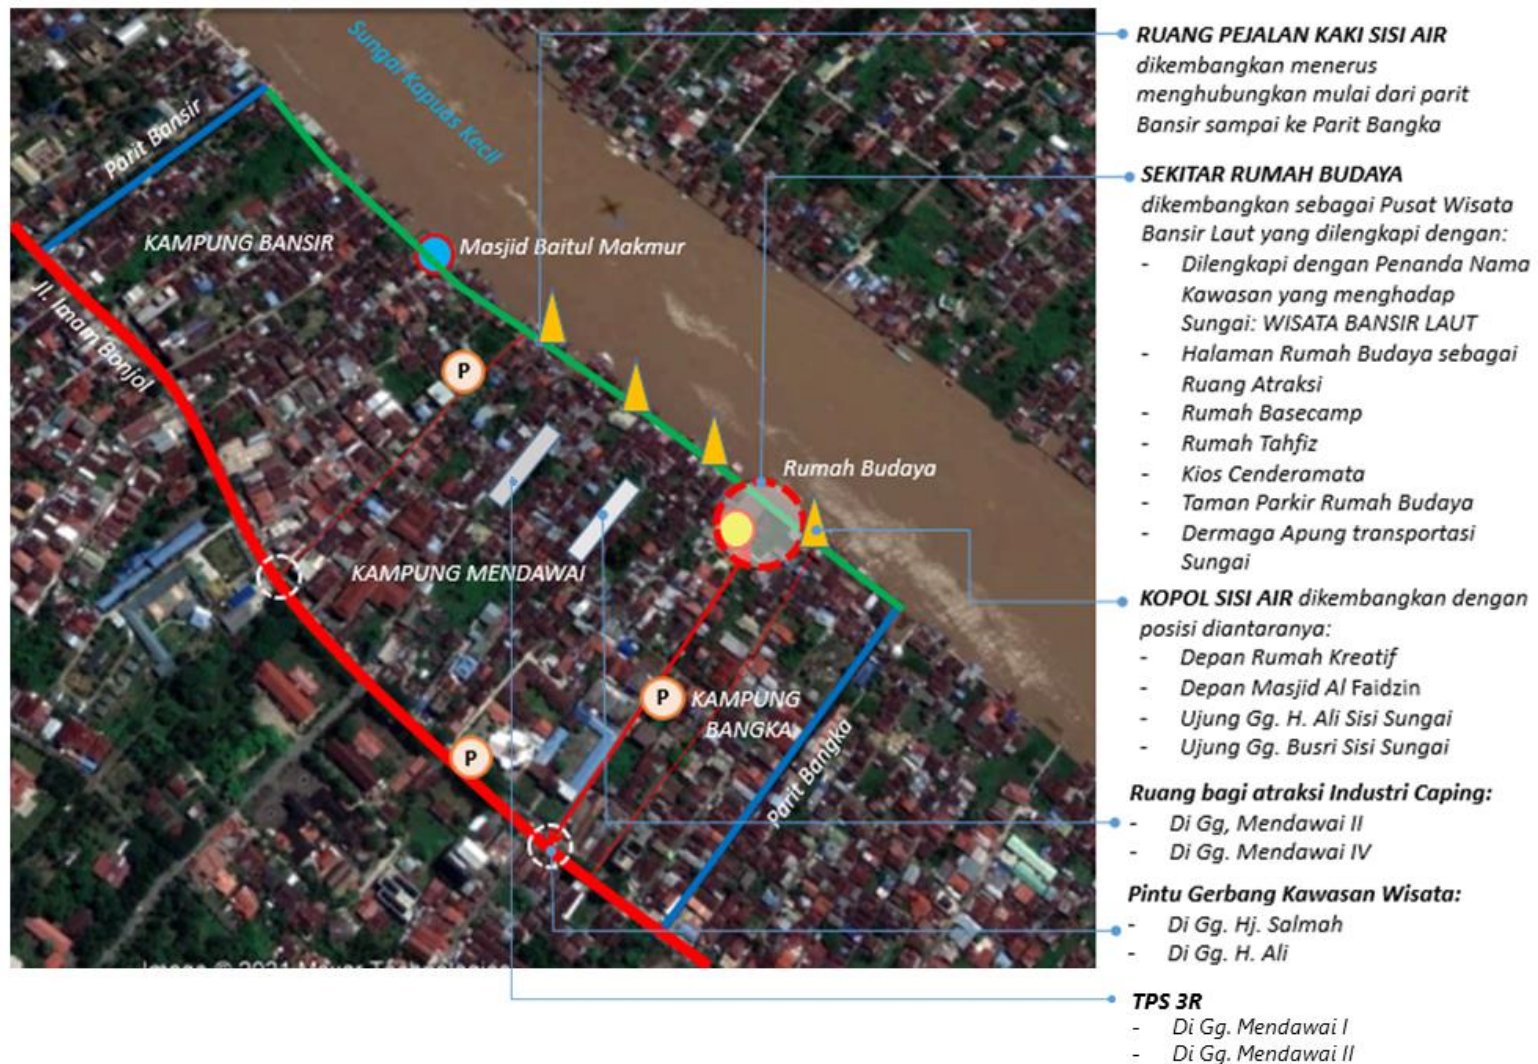 Sungai Kapuds Kecil
Parit Bansir
KAMPUNG BANSIR
Masjid Baitul Makmur
Jl. Imam Bonjol
P
Rumah Budaya
KAMPUNG MENDAWAI
P
KAMPUNG
BANGKA
P
Parit Bangka
RUANG PEJALAN KAKI SISI AIR
dikembangkan menerus
menghubungkan mulai dari parit
Bansir sampai ke Parit Bangka
SEKITAR RUMAH BUDAYA
dikembangkan sebagai Pusat Wisata
Bansir Laut yang dilengkapi dengan:
- Dilengkapi dengan Penanda Nama
Kawasan yang menghadap
Sungai: WISATA BANSIR LAUT
- Halaman Rumah Budaya sebagai
Ruang Atraksi
- Rumah Basecamp
- Rumah Tahfiz
- Kios Cenderamata
- Taman Parkir Rumah Budaya
- Dermaga Apung transportasi
Sungai
KOPOL SISI AIR dikembangkan dengan
posisi diantaranya:
- Depan Rumah Kreatif
- Depan Masjid Al Faidzin
- Ujung Gg. H. Ali Sisi Sungai
- Ujung Gg. Busri Sisi Sungai
Ruang bagi atraksi Industri Caping:
- Di Gg, Mendawai II
- Di Gg. Mendawai IV
Pintu Gerbang Kawasan Wisata:
- Di Gg. Hj. Salmah
- Di Gg. H. Ali
TPS 3R
- Di Gg. Mendawai I
- Di Gg. Mendawai II